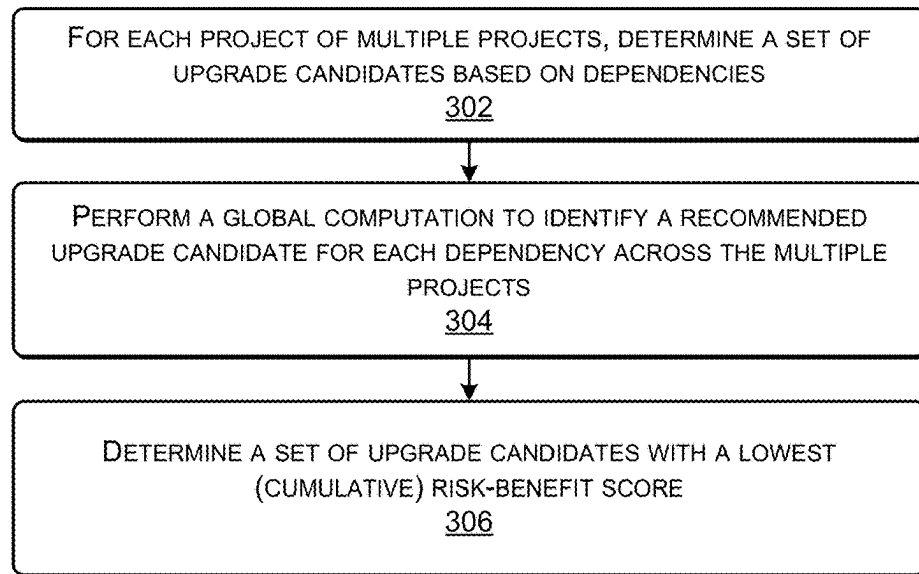 FOR EACH PROJECT OF MULTIPLE PROJECTS, DETERMINE A SET OF
UPGRADE CANDIDATES BASED ON DEPENDENCIES
302
PERFORM A GLOBAL COMPUTATION TO IDENTIFY A RECOMMENDED
UPGRADE CANDIDATE FOR EACH DEPENDENCY ACROSS THE MULTIPLE
PROJECTS
304
DETERMINE A SET OF UPGRADE CANDIDATES WITH A LOWEST
(CUMULATIVE) RISK-BENEFIT SCORE
306